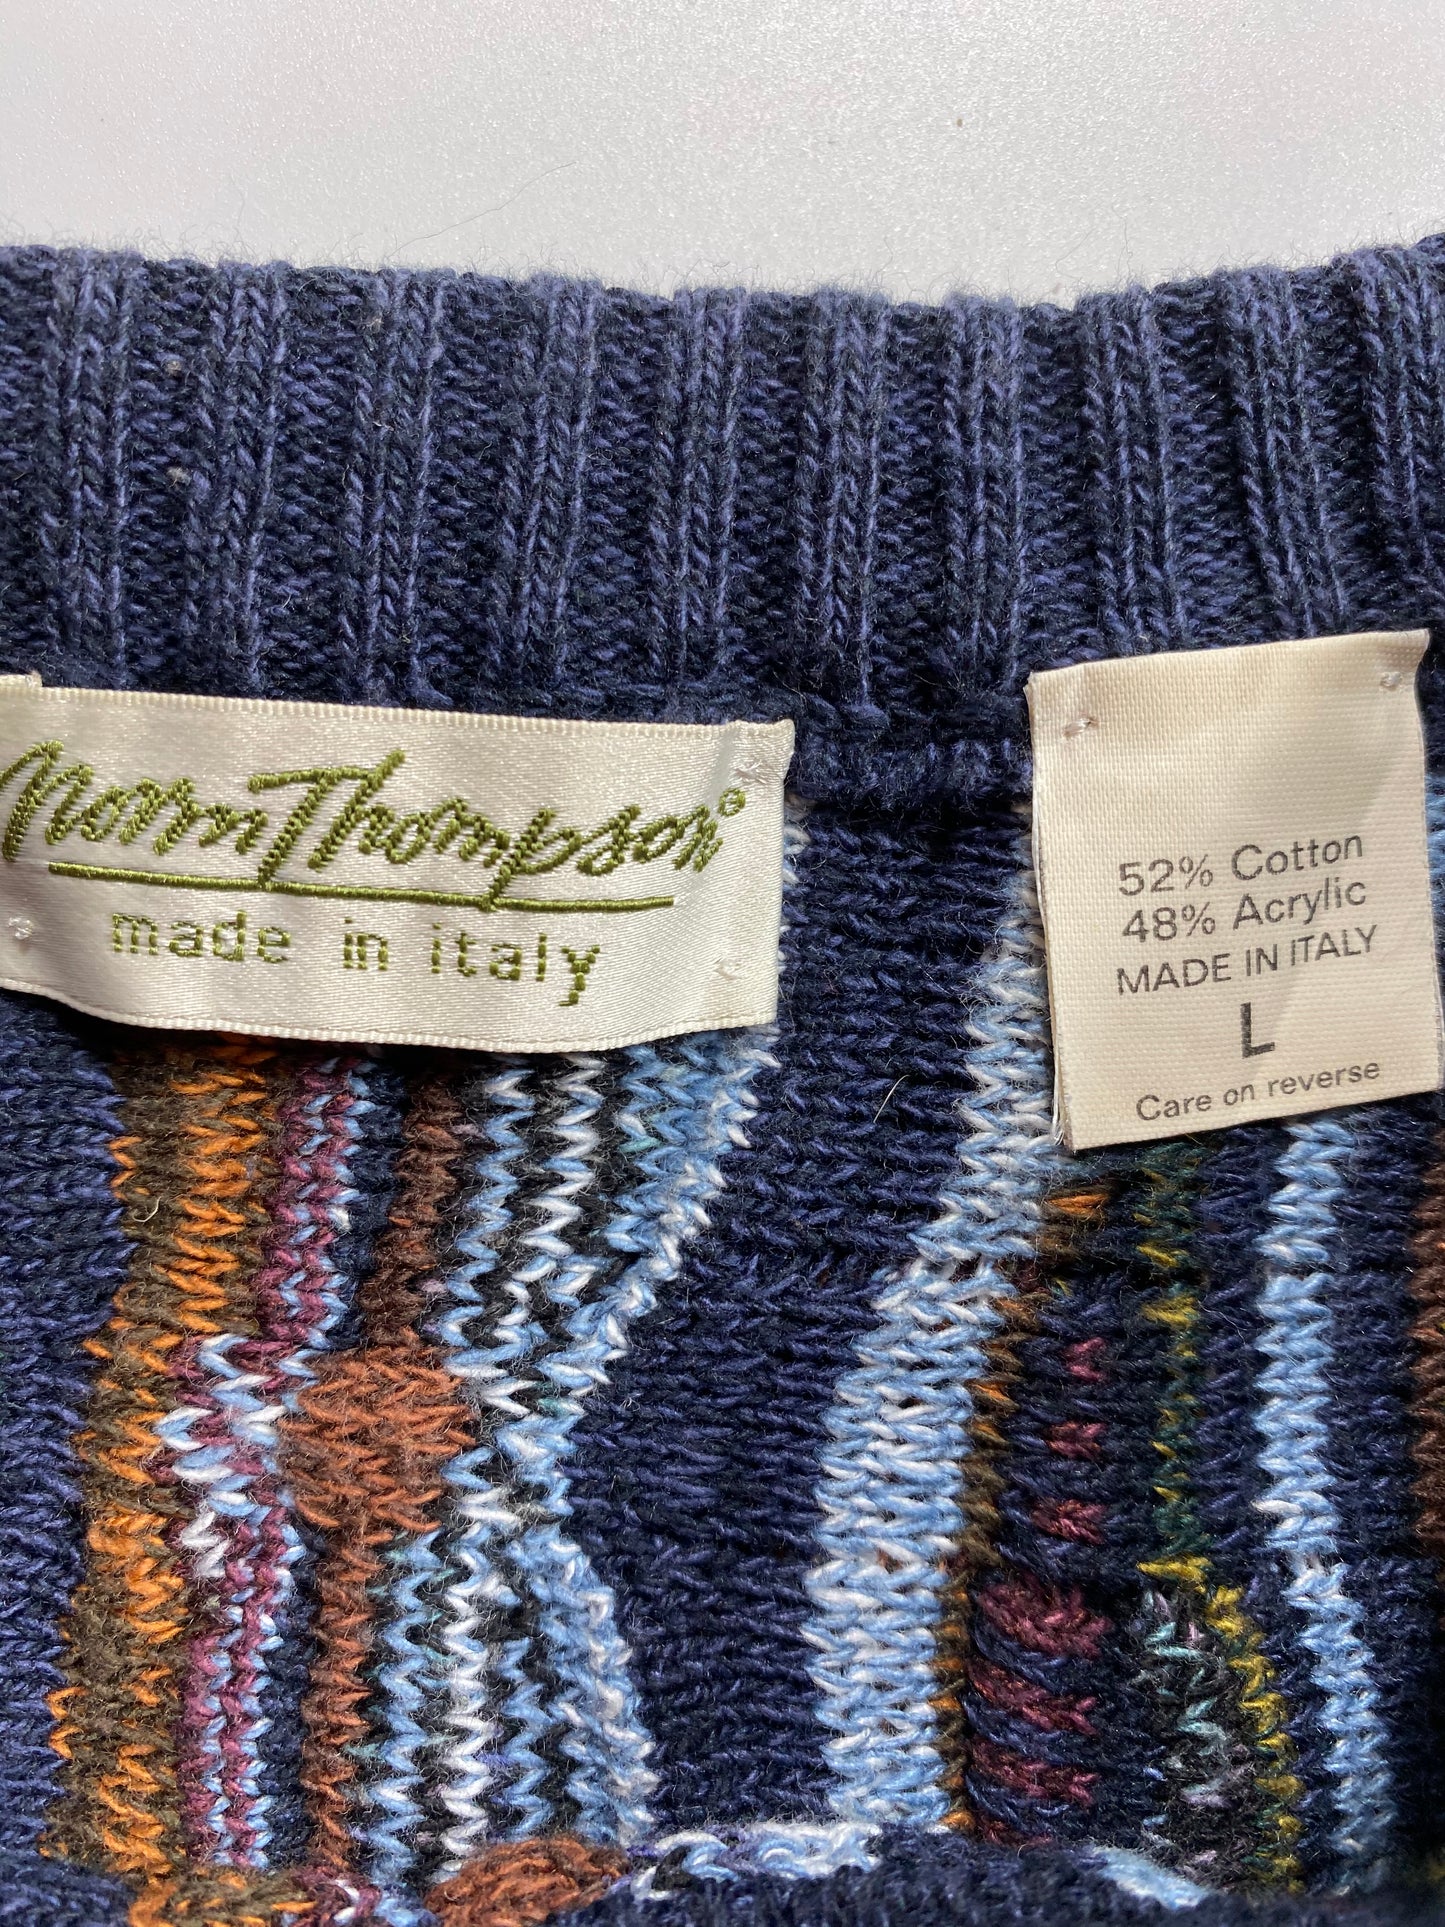 Norm Thompson®
made in italy
52% Cotton
48% Acrylic
MADE IN ITALY
L
Care on reverse